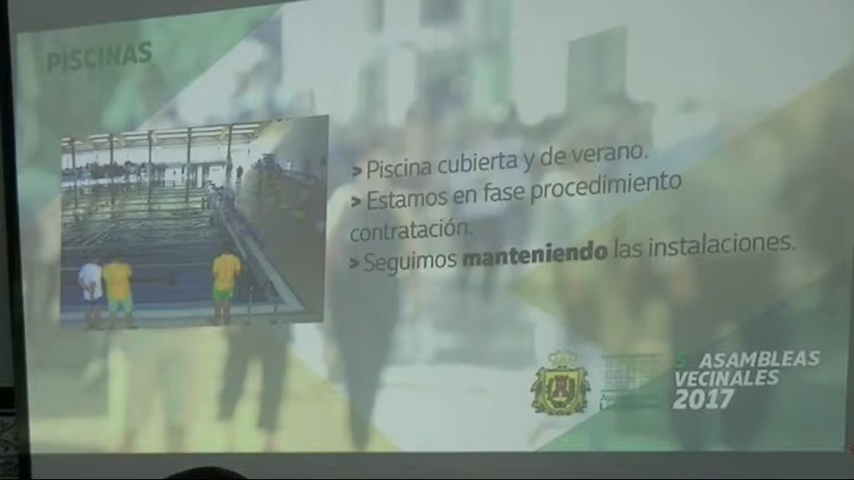 PISCINAS
> Piscina cubierta y de verano.
> Estamos en fase procedimiento
contratación.
> Seguimos manteniendo las instalaciones.
ASAMBLEAS
VECINALES
2017